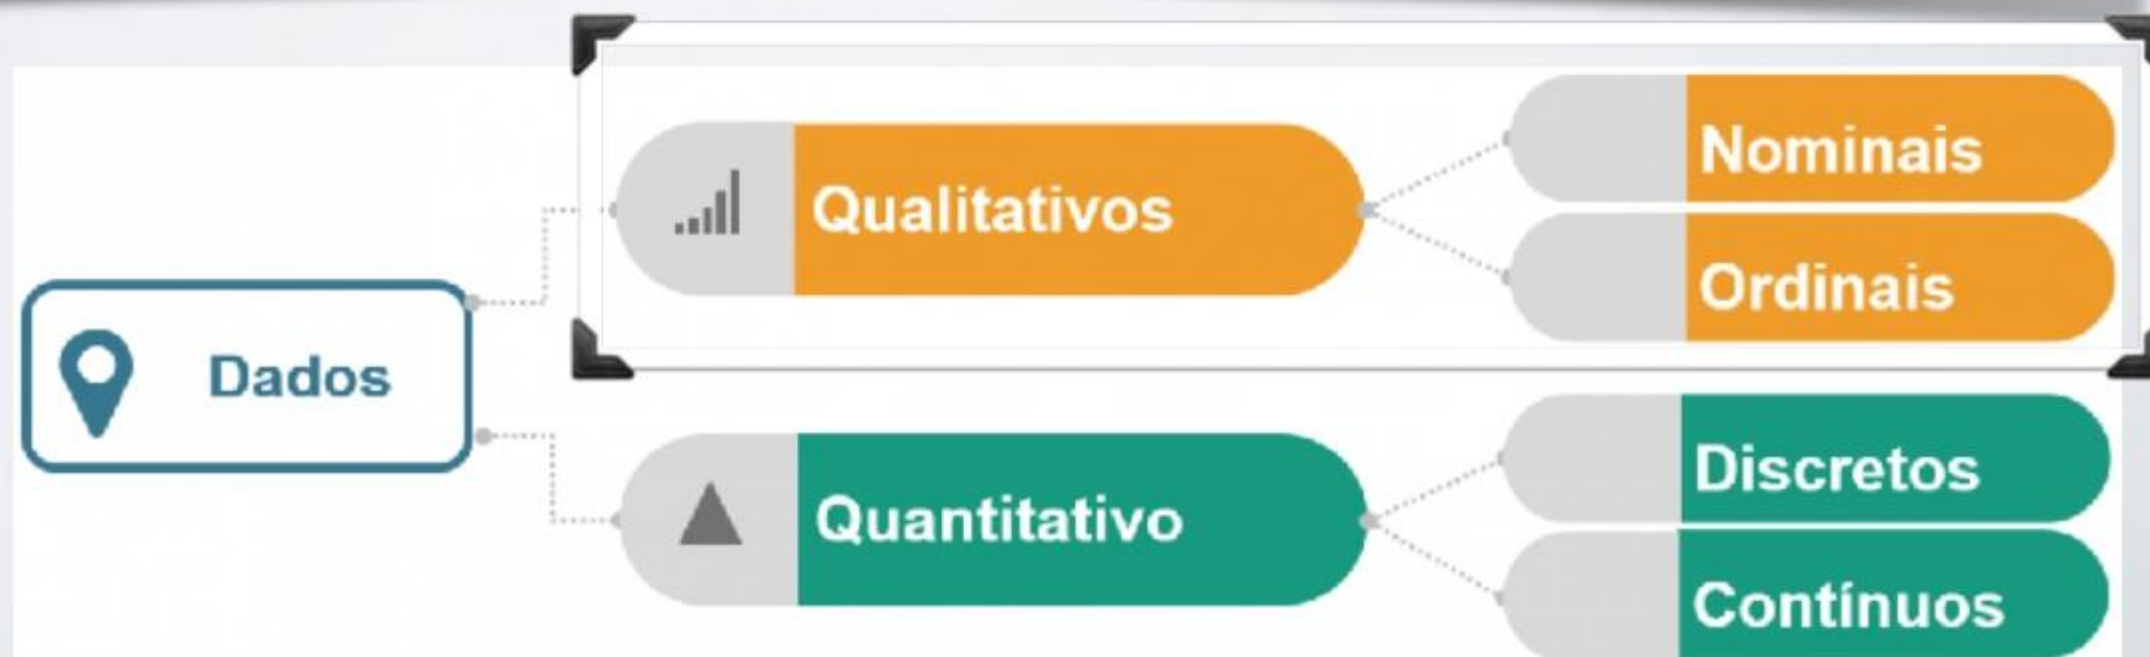 Nominais
Qualitativos
Ordinais
Dados
Discretos
Quantitativo
Contínuos